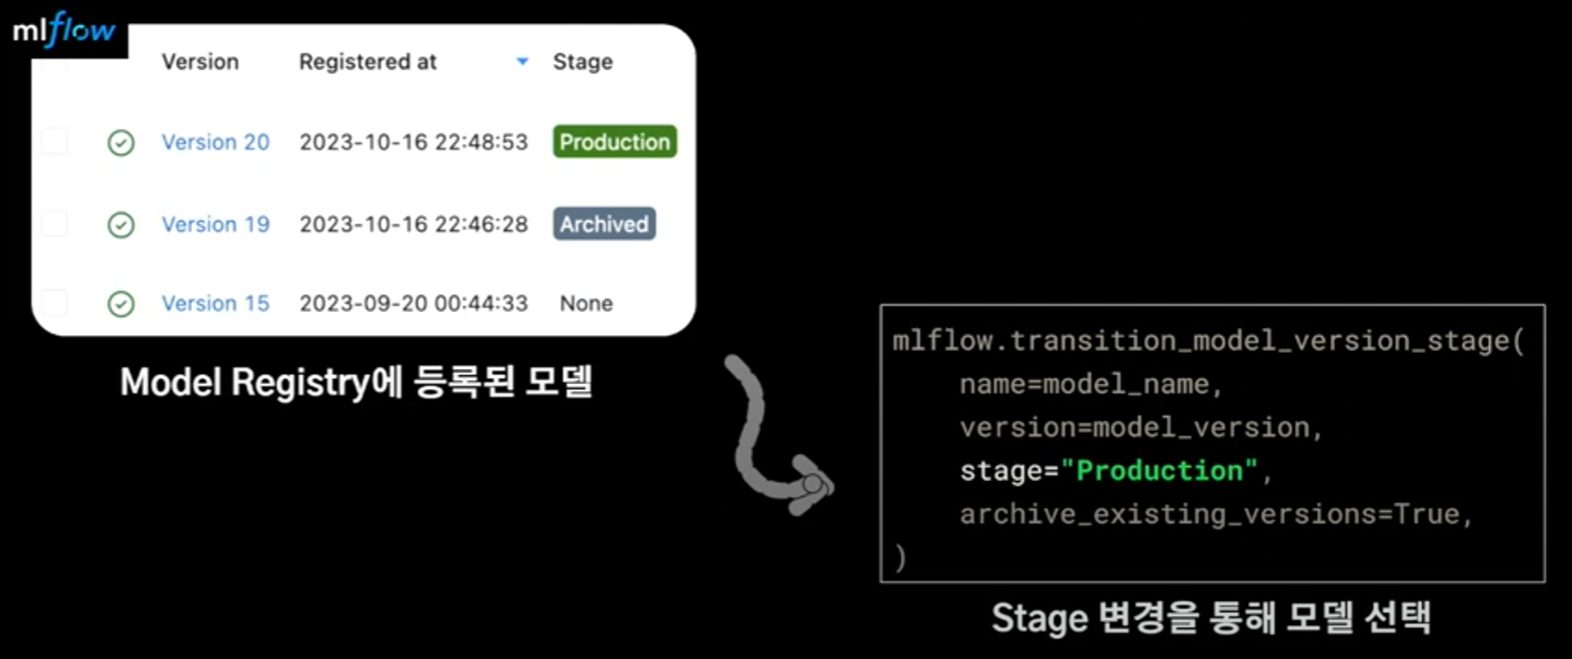 mlflow
Version Registered at Stage
Version 20 2023-10-16 22:48:53 Production
Version 19 2023-10-16 22:46:28 Archived
Version 15 2023-09-20 00:44:33 None
Model Registry에 등록된 모델
mlflow.transition_model_version_stage(
name=model_name,
version=model_version,
stage="Production",
archive_existing_versions=True,
)
Stage 변경을 통해 모델 선택